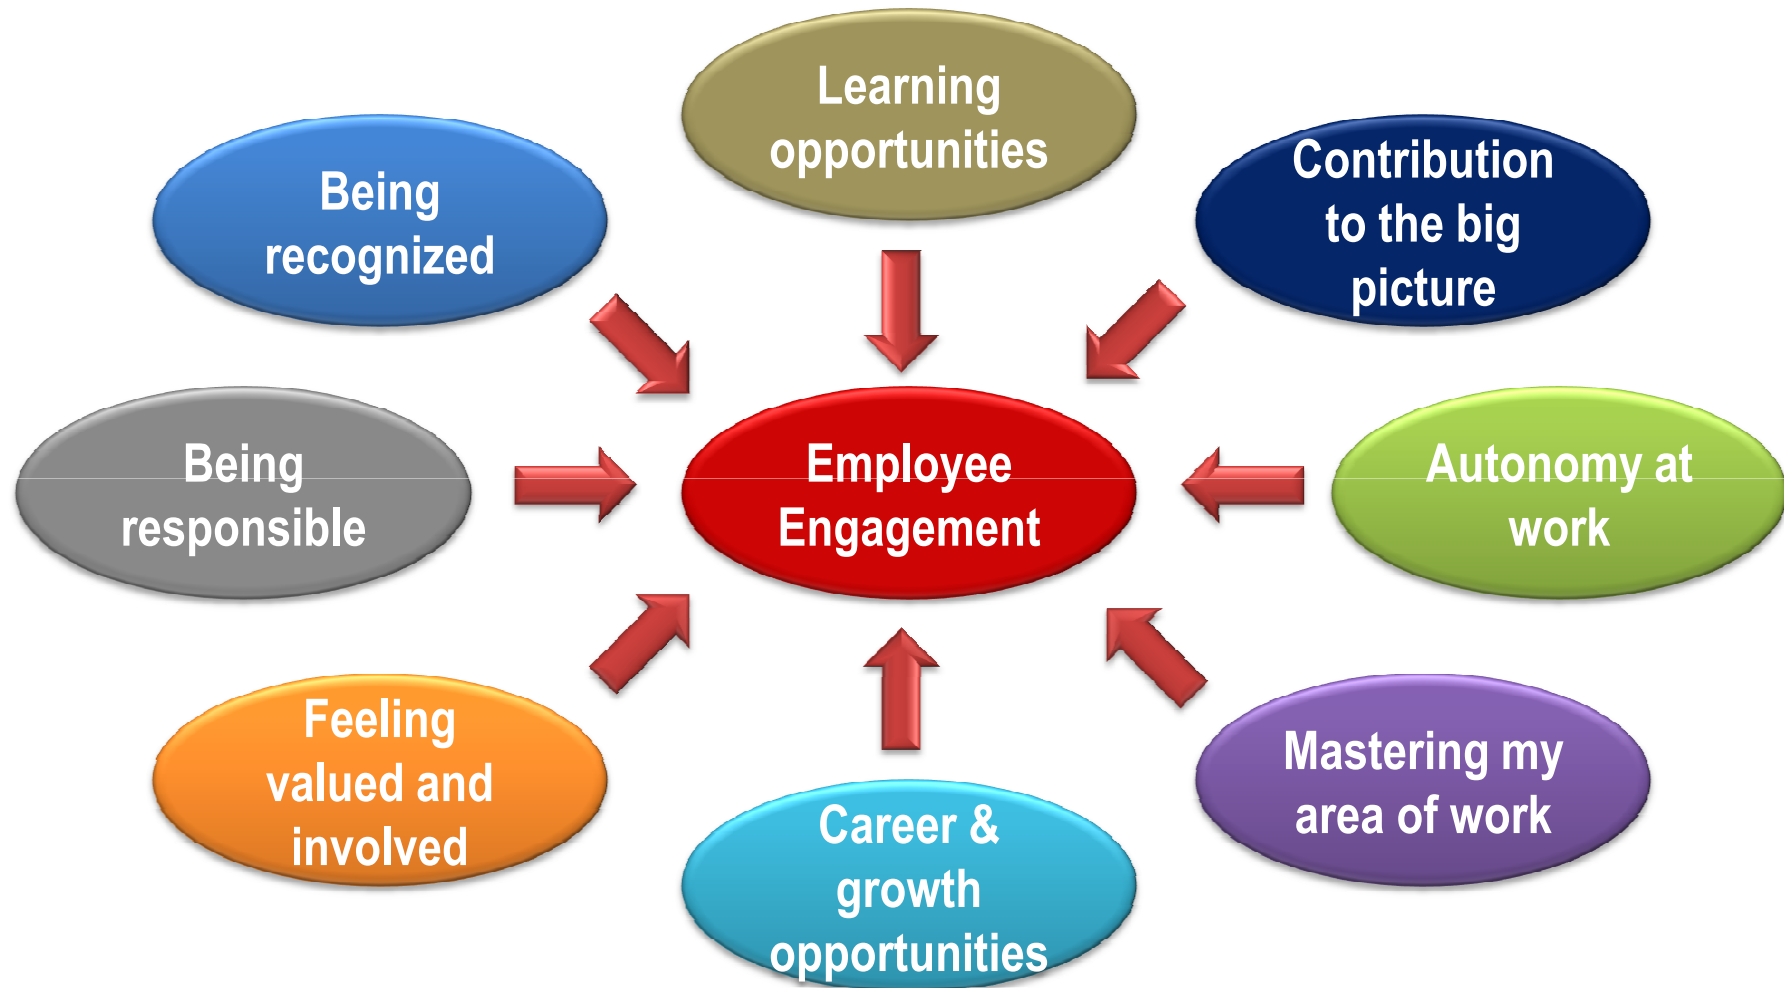 Learning
opportunities
Being
recognized
Contribution
to the big
picture
Being
responsible
Employee
Engagement
Autonomy at
work
Feeling
valued and
involved
Career &
growth
opportunities
Mastering my
area of work